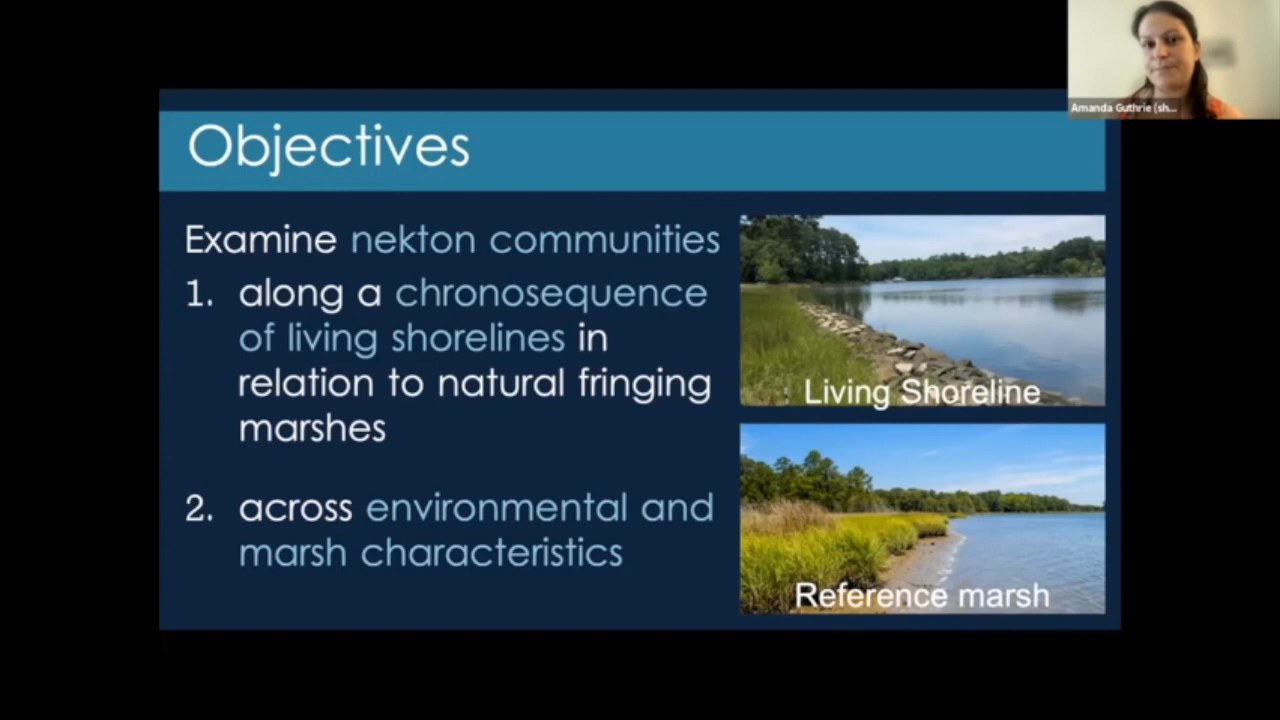 Amanda Guthrie (sh...
Objectives
Examine nekton communities
1. along a chronosequence
of living shorelines in
relation to natural fringing
marshes
2. across environmental and
marsh characteristics
Living Shoreline
Reference marsh